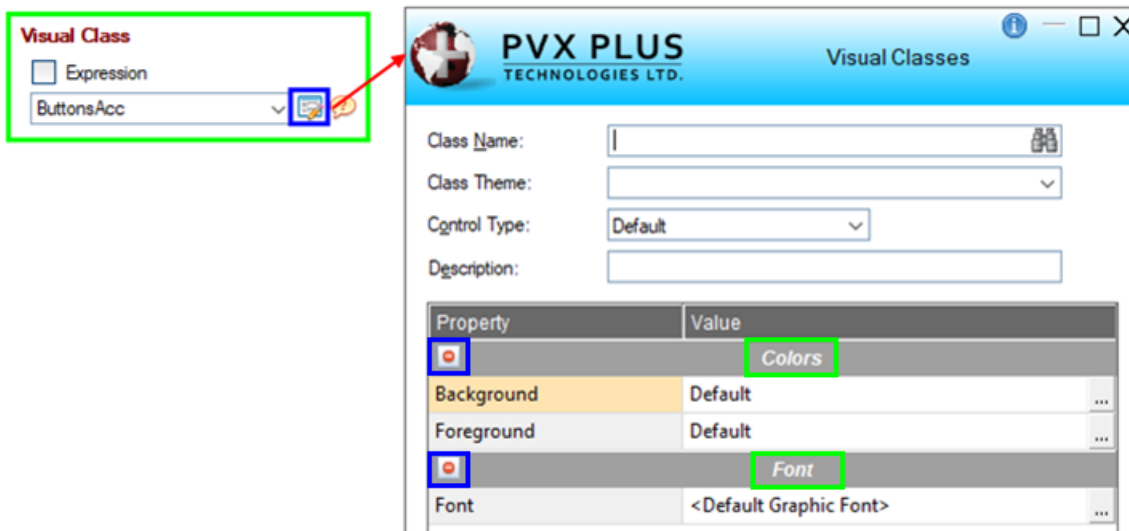 Visual Class
Expression
ButtonsAcc
PVX PLUS
TECHNOLOGIES LTD.
Visual Classes
Class Name:
Class Theme:
Control Type: Default
Description:
Property Value
Colors
Background Default ...
Foreground Default ...
Font
Font <Default Graphic Font> ...